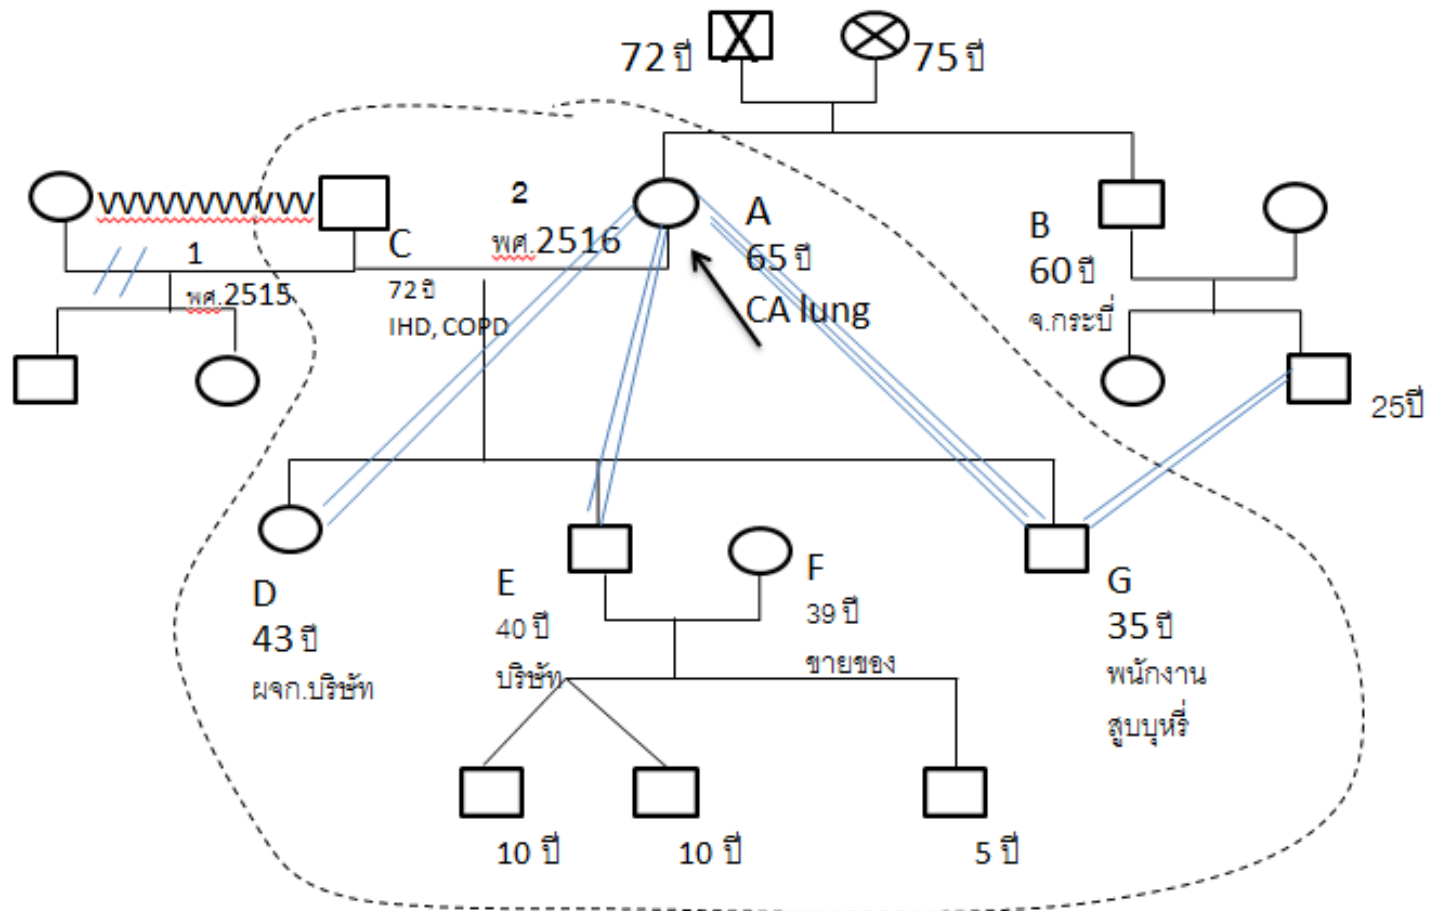 72 ปี
75 ปี
VVVVVVVVVVV
1
พศ.2515
C
72 ปี
IHD, COPD
2
พศ.2516
A
65 ปี
CA lung
B
60 ปี
จ.กระบี่
25ปี
D
43 ปี
ผจก.บริษัท
E
40 ปี
บริษัท
F
39 ปี
ขายของ
G
35 ปี
พนักงาน
สูบบุหรี่
10 ปี
10 ปี
5 ปี